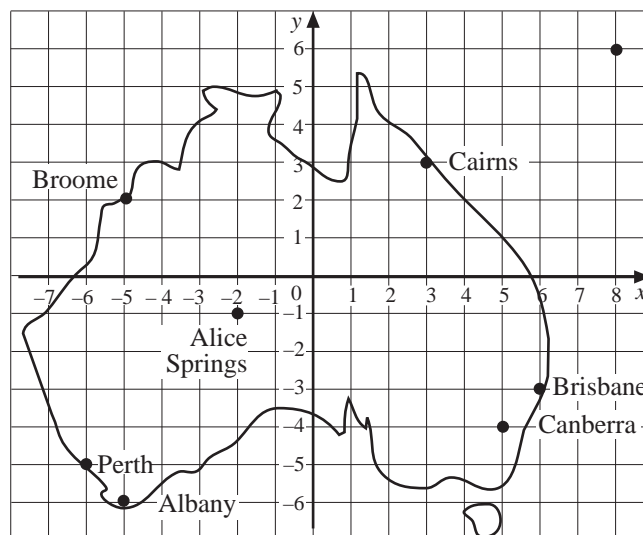 y
6
5
4
3
2
1
Cairns
Broome
–7 –6 –5 –4 –3 –2 –1 0 1 2 3 4 5 6 7 8 x
–1
–2
–3
–4
–5
–6
Alice
Springs
Brisbane
Canberra
Perth
Albany